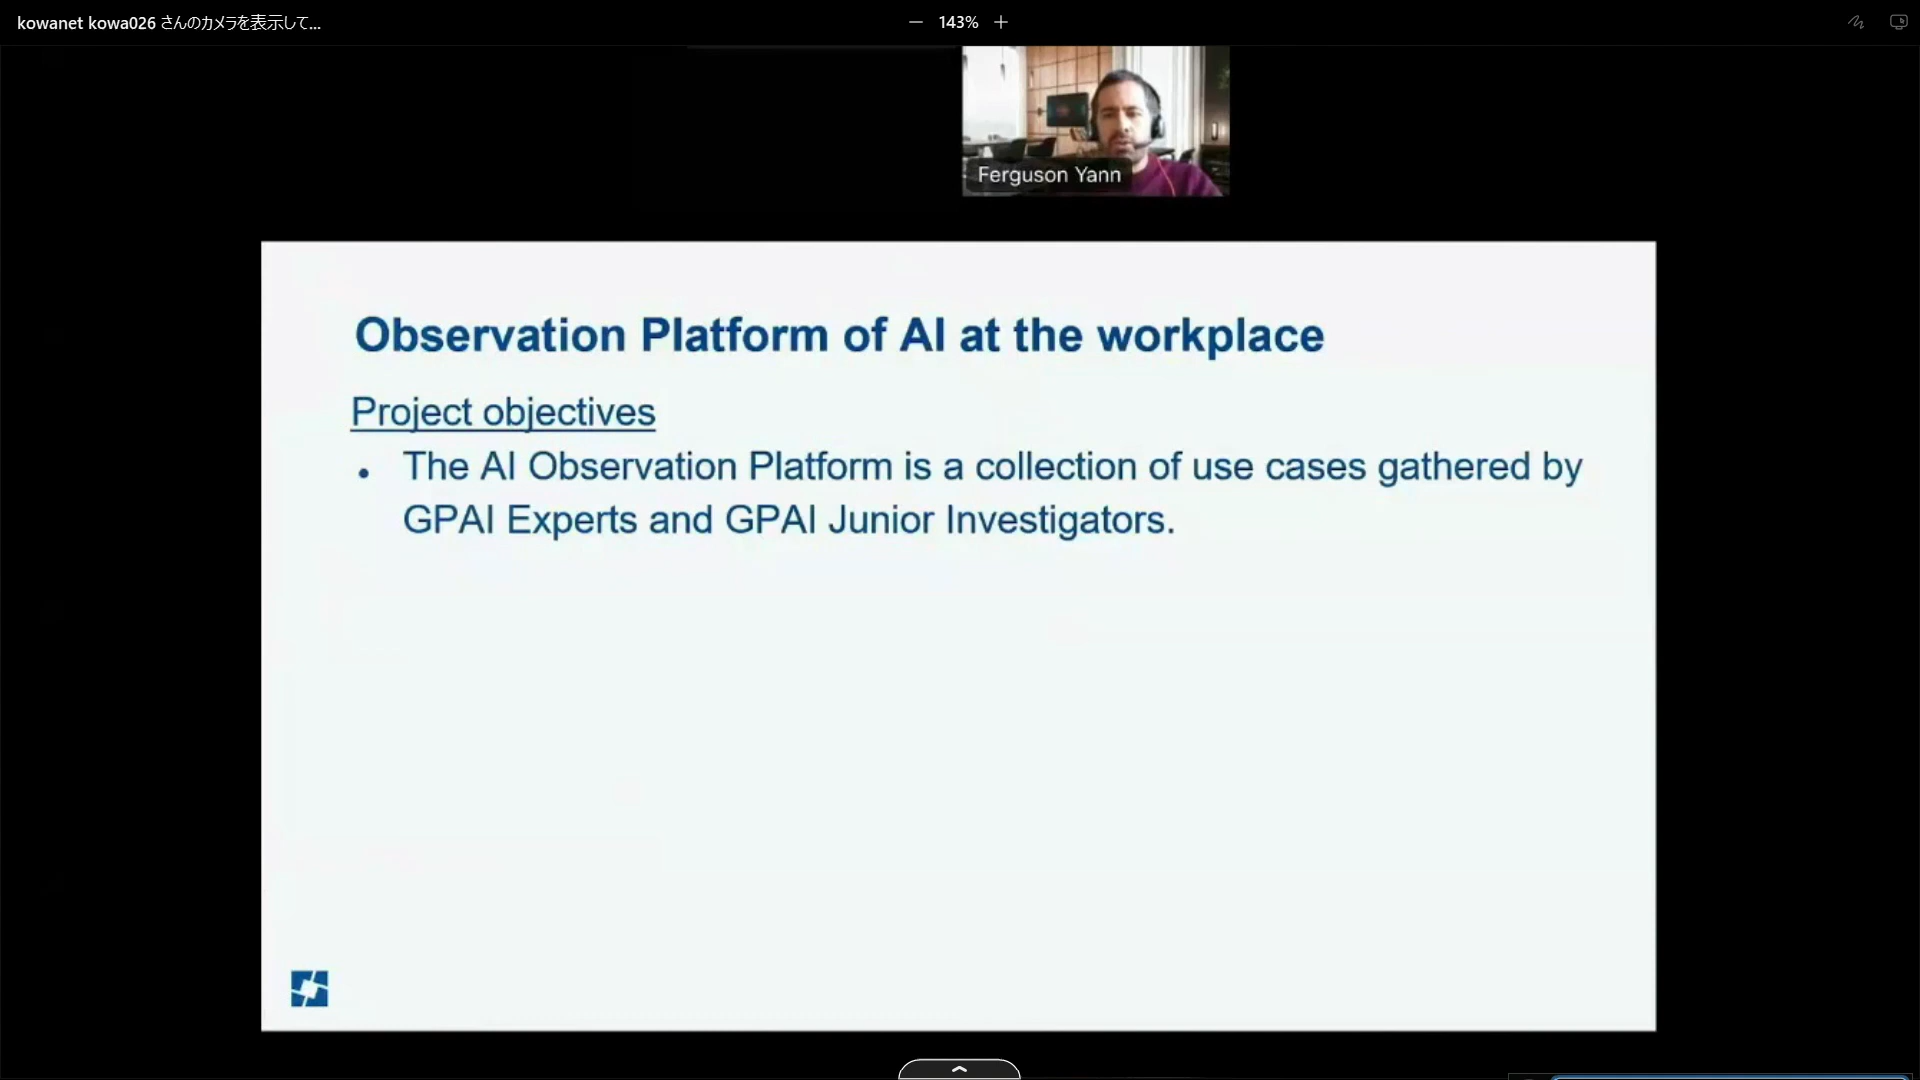 kowanet kowa026 さんのカメラを表示して...
143%
Ferguson Yann
Observation Platform of AI at the workplace
Project objectives
• The AI Observation Platform is a collection of use cases gathered by
GPAI Experts and GPAI Junior Investigators.